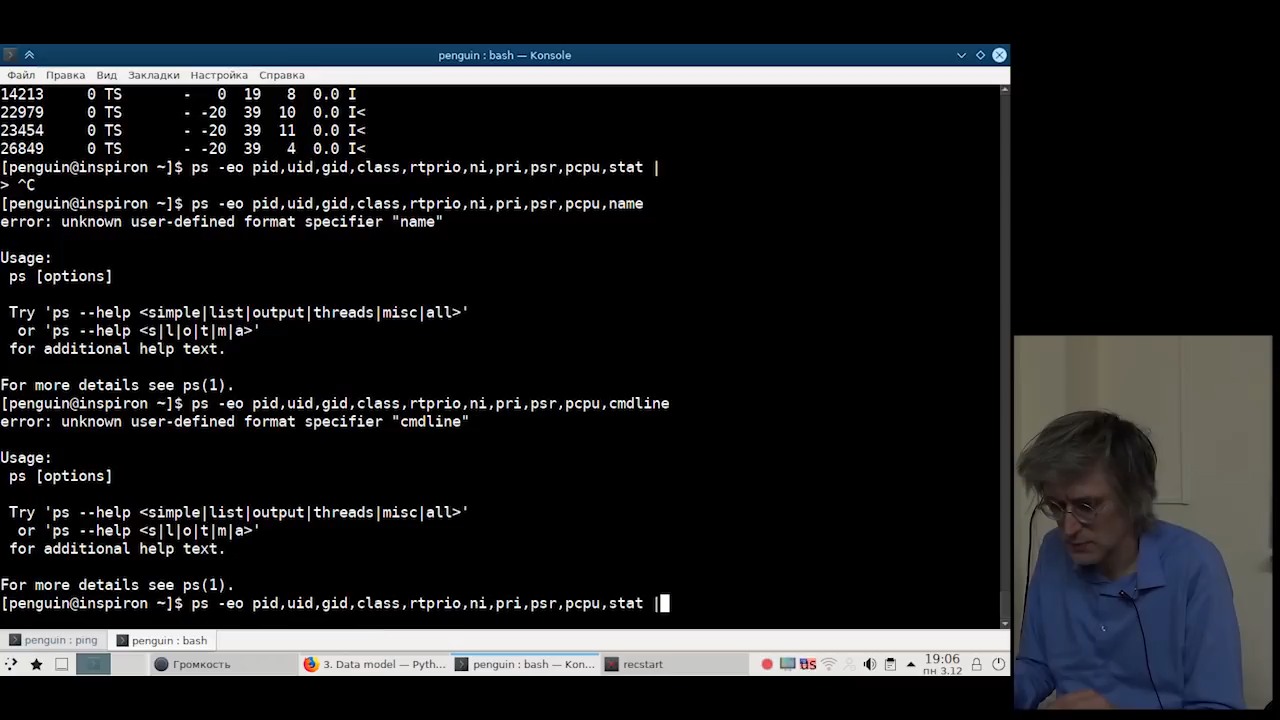 penguin : bash — Konsole
Файл Правка Вид Закладки Настройка Справка
14213 0 TS - 0 19 8 0.0 I
22979 0 TS - -20 39 10 0.0 I<
23454 0 TS - -20 39 11 0.0 I<
26849 0 TS - -20 39 4 0.0 I<
[penguin@inspiron ~]$ ps -eo pid,uid,gid,class,rtprio,ni,pri,psr,pcpu,stat |
> ^C
[penguin@inspiron ~]$ ps -eo pid,uid,gid,class,rtprio,ni,pri,psr,pcpu,name
error: unknown user-defined format specifier "name"
Usage:
ps [options]
Try 'ps --help <simple|list|output|threads|misc|all>'
or 'ps --help <s|l|o|t|m|a>'
for additional help text.
For more details see ps(1).
[penguin@inspiron ~]$ ps -eo pid,uid,gid,class,rtprio,ni,pri,psr,pcpu,cmdline
error: unknown user-defined format specifier "cmdline"
Usage:
ps [options]
Try 'ps --help <simple|list|output|threads|misc|all>'
or 'ps --help <s|l|o|t|m|a>'
for additional help text.
For more details see ps(1).
[penguin@inspiron ~]$ ps -eo pid,uid,gid,class,rtprio,ni,pri,psr,pcpu,stat |
penguin : ping penguin : bash
Громкость 3. Data model — Pyth... penguin : bash — Kon... recstart US 19:06
пн 3.12